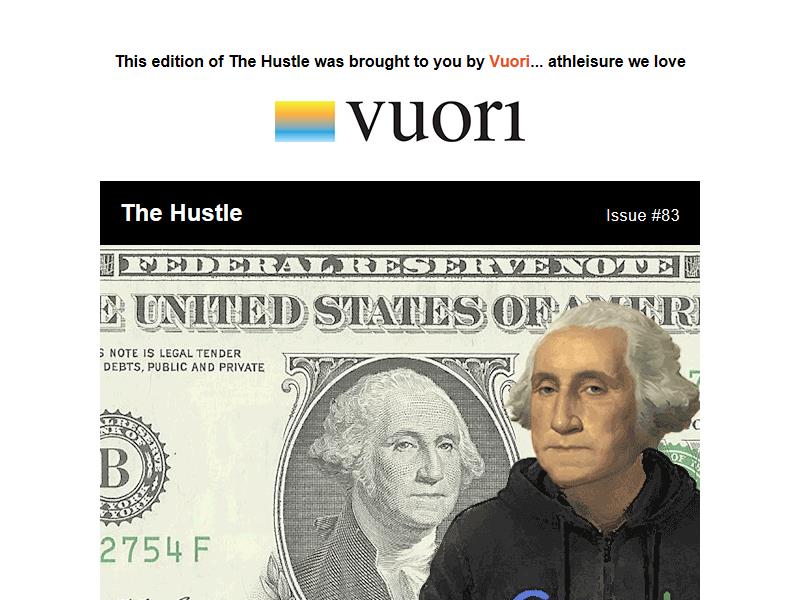 This edition of The Hustle was brought to you by Vuori... athleisure we love
vuori
The Hustle
Issue #83
FEDERAL RESERVE NOTE
E UNITED STATES OF AMERI
S NOTE IS LEGAL TENDER
DEBTS, PUBLIC AND PRIVATE
B
2754 F